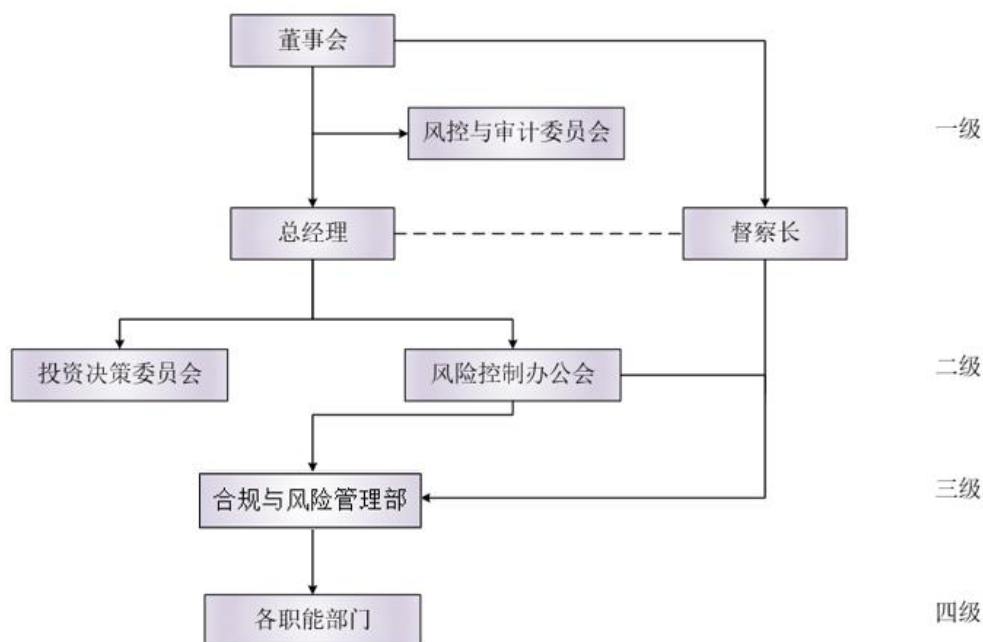 董事会
风控与审计委员会
一级
总经理
督察长
投资决策委员会
风险控制办公会
二级
合规与风险管理部
三级
各职能部门
四级